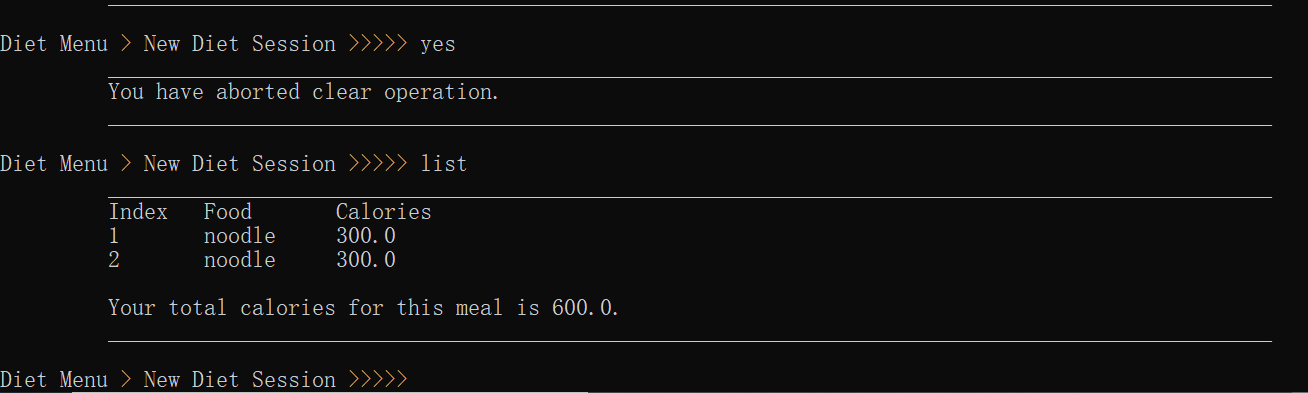 Diet Menu > New Diet Session >>>>> yes
You have aborted clear operation.
Diet Menu > New Diet Session >>>>> list
Index Food Calories
1 noodle 300.0
2 noodle 300.0
Your total calories for this meal is 600.0.
Diet Menu > New Diet Session >>>>>